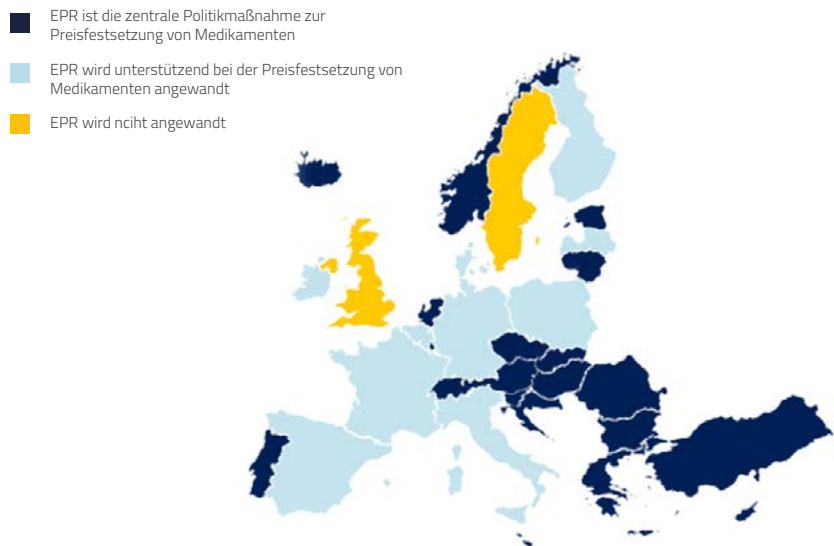 EPR ist die zentrale Politikmaßnahme zur
Preisfestsetzung von Medikamenten
EPR wird unterstützend bei der Preisfestsetzung von
Medikamenten angewandt
EPR wird nciht angewandt